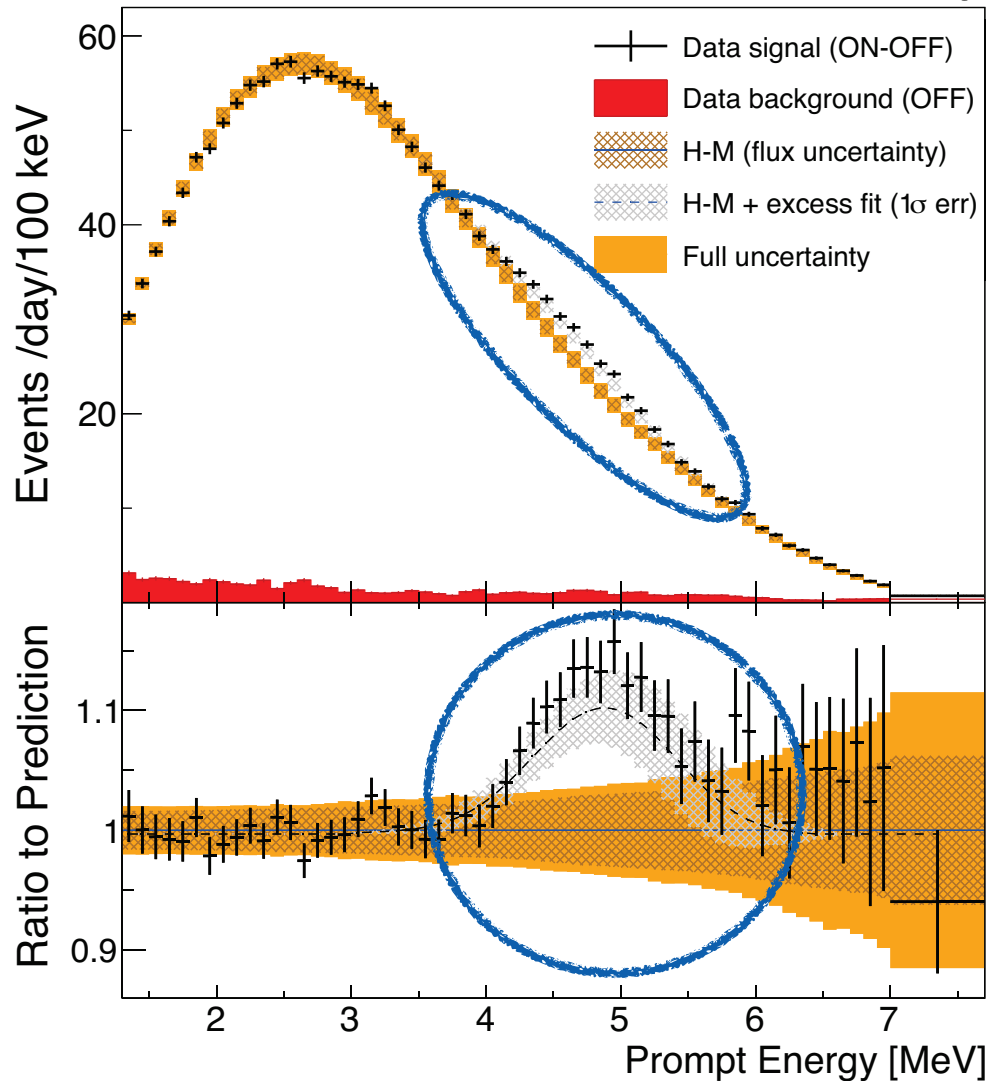 60
40
20
Events /day/100 keV
Data signal (ON-OFF)
Data background (OFF)
H-M (flux uncertainty)
H-M + excess fit (1σ err)
Full uncertainty
1.1
1
0.9
Ratio to Prediction
2 3 4 5 6 7
Prompt Energy [MeV]